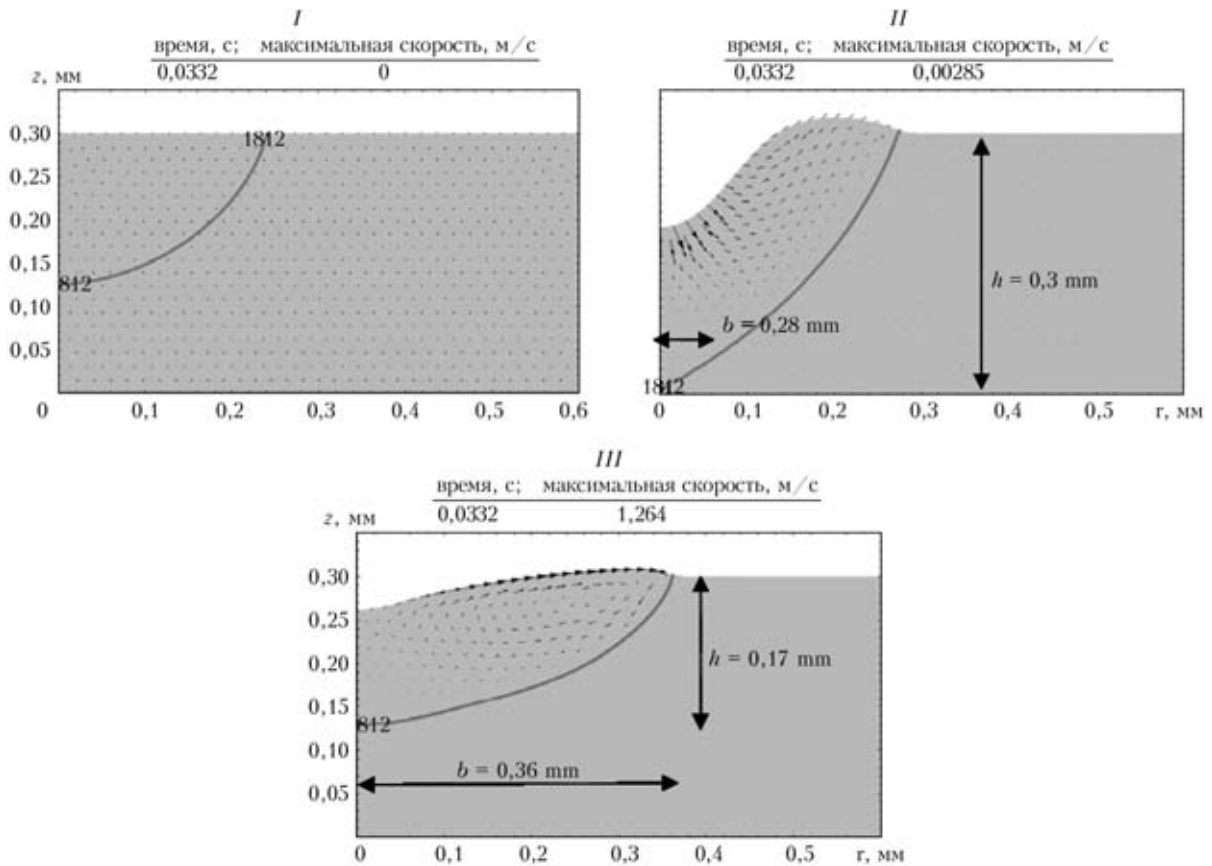 I
время, с; максимальная скорость, м/с
0,0332 0
z, мм
0,30
0,25
0,20
0,15
0,10
0,05
1812
812
0 0,1 0,2 0,3 0,4 0,5 0,6
II
время, с; максимальная скорость, м/с
0,0332 0,00285
h = 0,3 mm
b = 0,28 mm
1812
0 0,1 0,2 0,3 0,4 0,5 r, мм
III
время, с; максимальная скорость, м/с
0,0332 1,264
z, мм
0,30
0,25
0,20
0,15
0,10
0,05
812
h = 0,17 mm
b = 0,36 mm
0 0,1 0,2 0,3 0,4 0,5 r, мм